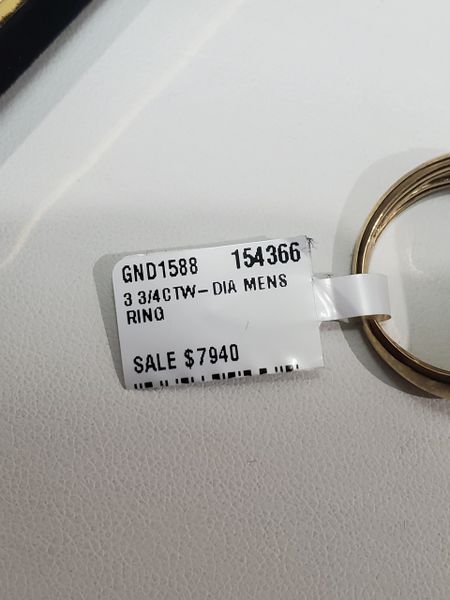 GND1588 154366
3 3/4CTW-DIA MENS
RING
SALE $7940